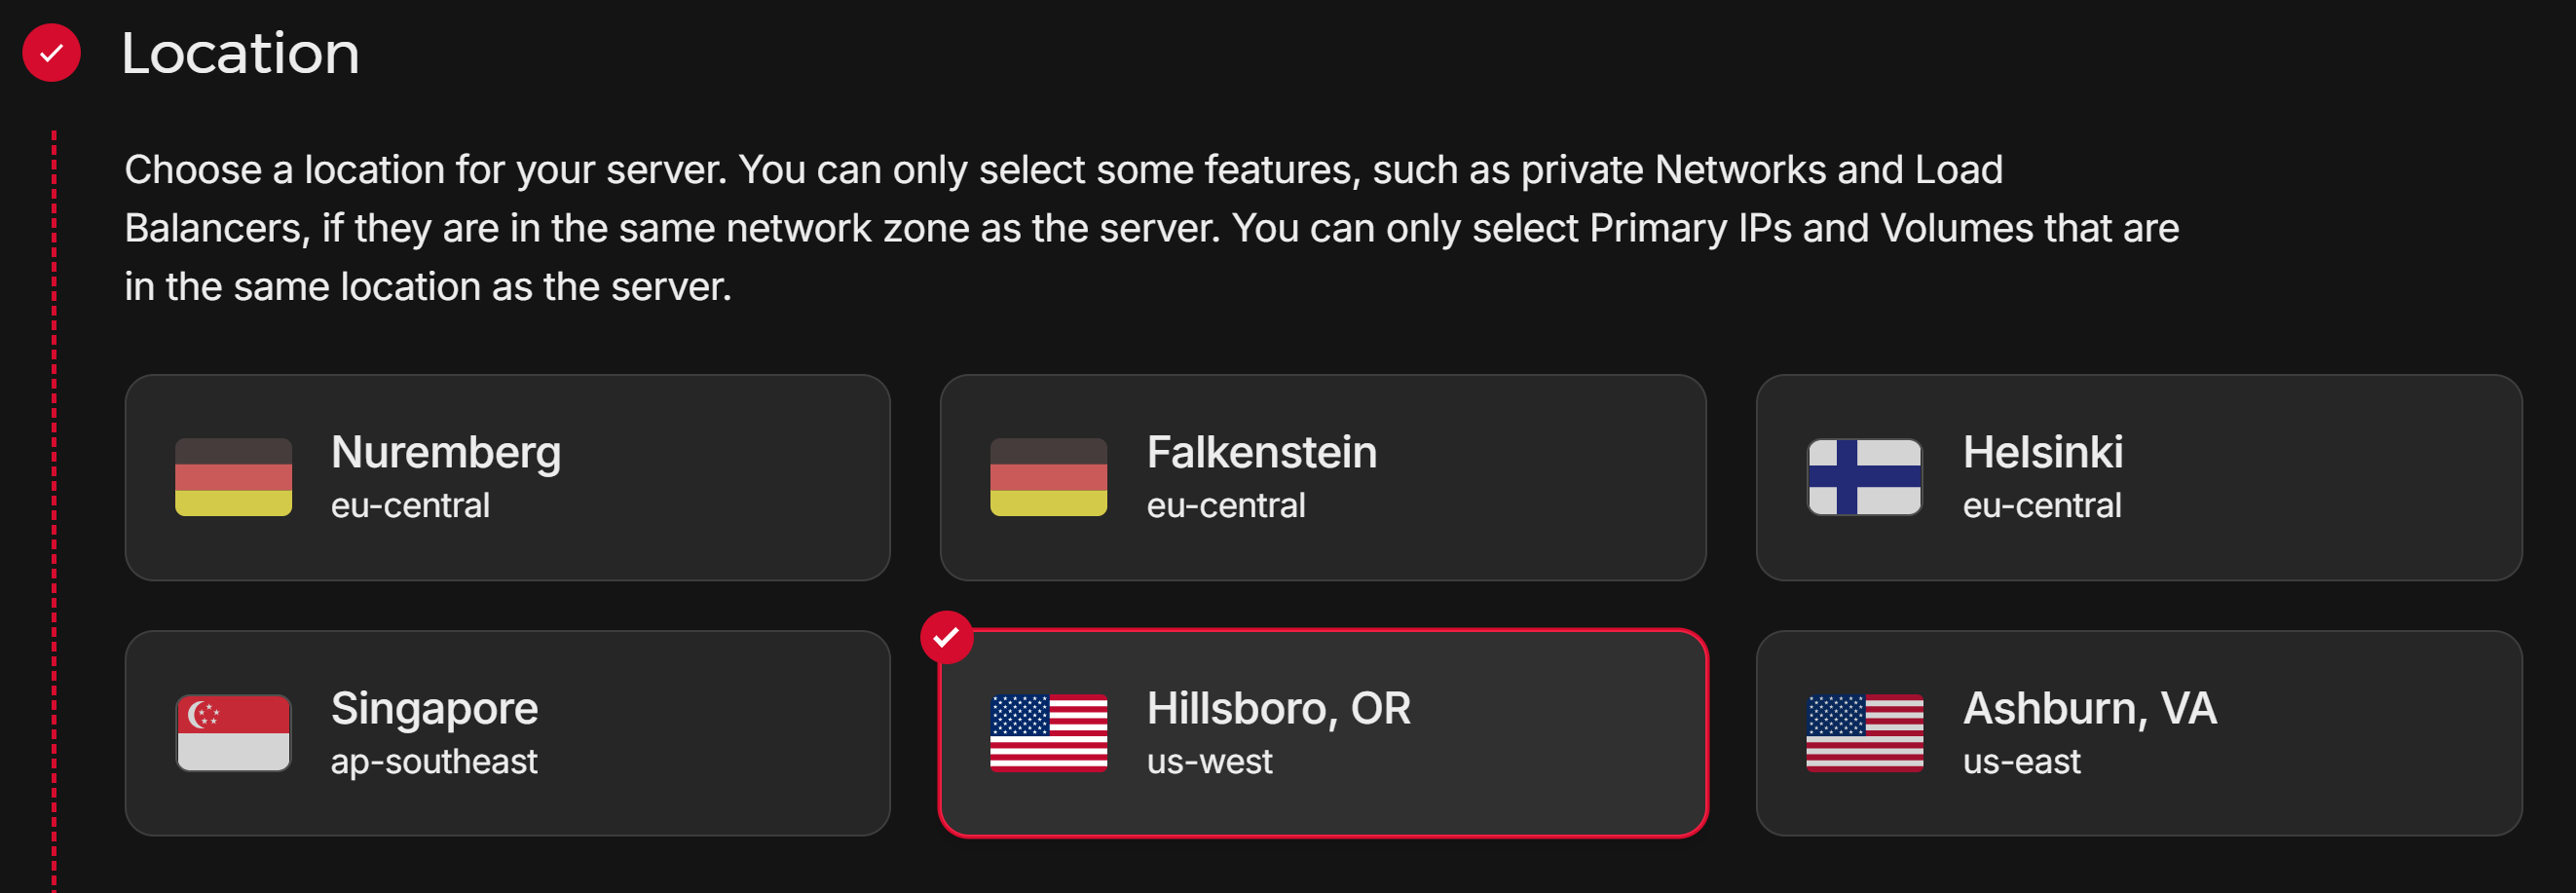 Location
Choose a location for your server. You can only select some features, such as private Networks and Load
Balancers, if they are in the same network zone as the server. You can only select Primary IPs and Volumes that are
in the same location as the server.
Nuremberg
eu-central
Falkenstein
eu-central
Helsinki
eu-central
Singapore
ap-southeast
Hillsboro, OR
us-west
Ashburn, VA
us-east